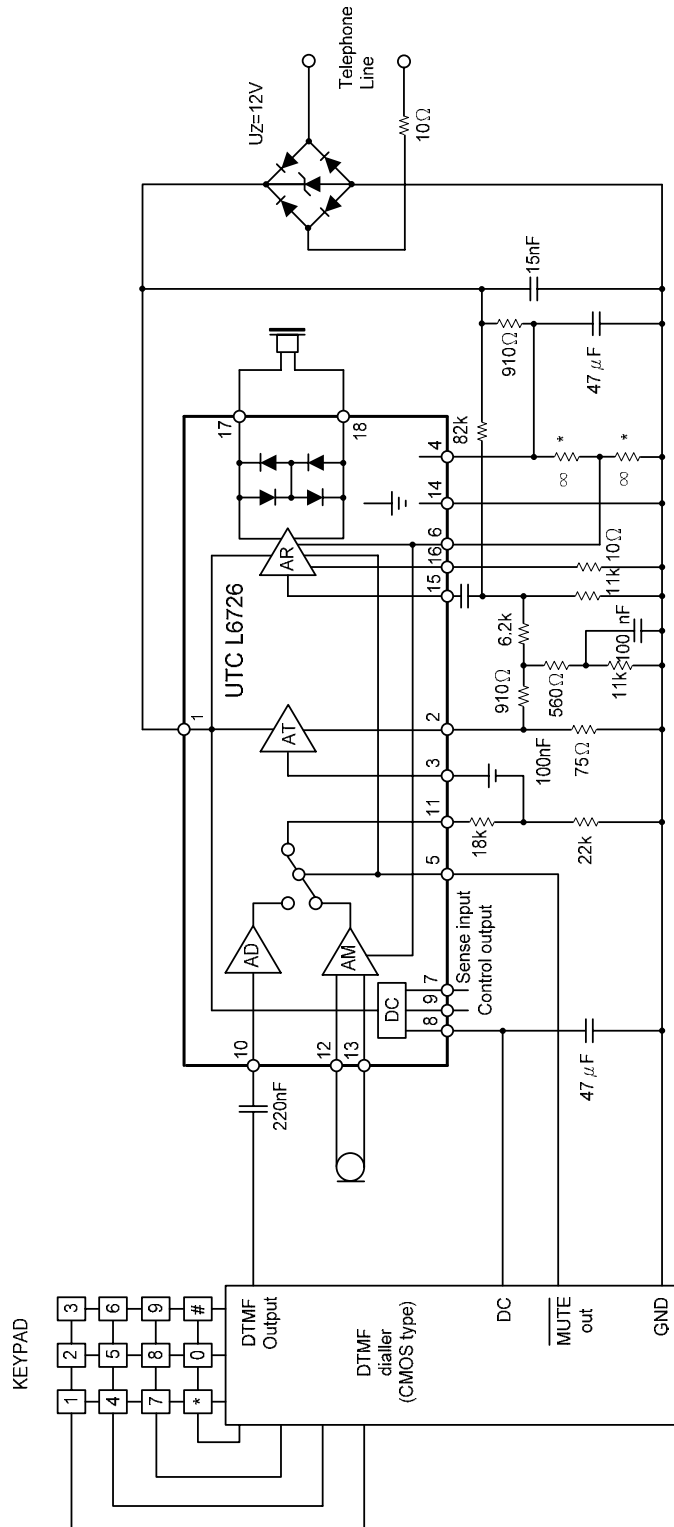 KEYPAD
1
2
3
4
5
6
7
8
9
*
0
#
DTMF
Output
DTMF
dialler
(CMOS type)
DC
MUTE
out
GND
220nF
10
12
13
AD
AM
DC
8
9
7
Control output
Sense input
47 μF
5
11
3
2
18k
22k
100nF
75Ω
1
AT
UTC L6726
AR
910Ω
560Ω
6.2k
11k
100 nF
11k
10Ω
15
16
6
14
4
17
18
82k
∞
*
∞
*
910Ω
47 μF
15nF
UZ=12V
Telephone
Line
10Ω